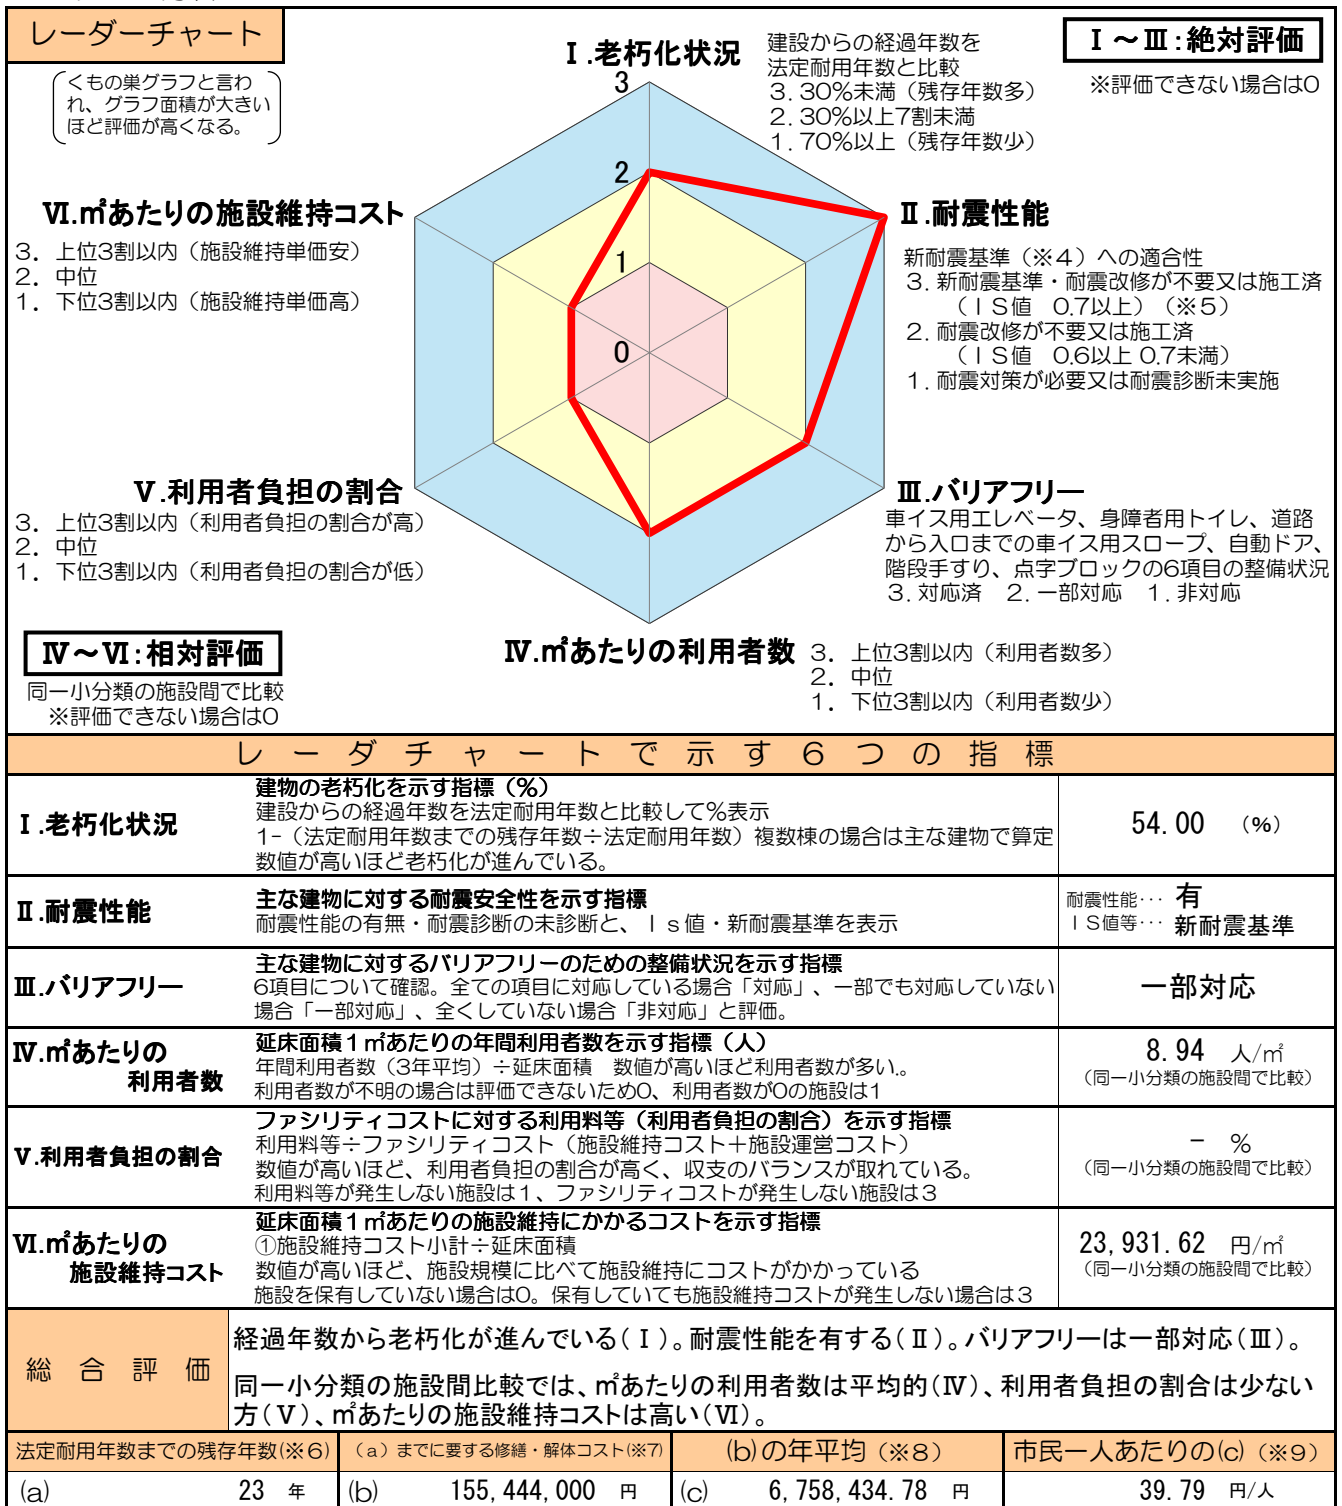 レーダーチャート
くもの巣グラフと言わ
れ、グラフ面積が大きい
ほど評価が高くなる。
Ⅰ.老朽化状況
建設からの経過年数を
法定耐用年数と比較
3. 30%未満（残存年数多）
2. 30%以上7割未満
1. 70%以上（残存年数少）
Ⅰ～Ⅲ:絶対評価
※評価できない場合は0
3
2
1
0
Ⅵ.㎡あたりの施設維持コスト
3. 上位3割以内（施設維持単価安）
2. 中位
1. 下位3割以内（施設維持単価高）
Ⅱ.耐震性能
新耐震基準（※4）への適合性
3. 新耐震基準・耐震改修が不要又は施工済
（ＩＳ値 0.7以上）（※5）
2. 耐震改修が不要又は施工済
（ＩＳ値 0.6以上 0.7未満）
1. 耐震対策が必要又は耐震診断未実施
Ⅴ.利用者負担の割合
3. 上位3割以内（利用者負担の割合が高）
2. 中位
1. 下位3割以内（利用者負担の割合が低）
Ⅲ.バリアフリー
車イス用エレベータ、身障者用トイレ、道路
から入口までの車イス用スロープ、自動ドア、
階段手すり、点字ブロックの6項目の整備状況
3. 対応済 2. 一部対応 1. 非対応
Ⅳ～Ⅵ:相対評価
同一小分類の施設間で比較
※評価できない場合は0
Ⅳ.㎡あたりの利用者数
3. 上位3割以内（利用者数多）
2. 中位
1. 下位3割以内（利用者数少）
レーダチャートで示す6つの指標
Ⅰ.老朽化状況
建物の老朽化を示す指標（%）
建設からの経過年数を法定耐用年数と比較して%表示
1-（法定耐用年数までの残存年数÷法定耐用年数）複数棟の場合は主な建物で算定
数値が高いほど老朽化が進んでいる。
54.00 （%）
Ⅱ.耐震性能
主な建物に対する耐震安全性を示す指標
耐震性能の有無・耐震診断の未診断と、Ｉｓ値・新耐震基準を表示
耐震性能･･･ 有
ＩＳ値等･･･ 新耐震基準
Ⅲ.バリアフリー
主な建物に対するバリアフリーのための整備状況を示す指標
6項目について確認。全ての項目に対応している場合「対応」、一部でも対応していない
場合「一部対応」、全くしていない場合「非対応」と評価。
一部対応
Ⅳ.㎡あたりの
利用者数
延床面積１㎡あたりの年間利用者数を示す指標（人）
年間利用者数（3年平均）÷延床面積 数値が高いほど利用者数が多い。
利用者数が不明の場合は評価できないため0、利用者数が0の施設は1
8.94 人/㎡
（同一小分類の施設間で比較）
Ⅴ.利用者負担の割合
ファシリティコストに対する利用料等（利用者負担の割合）を示す指標
利用料等÷ファシリティコスト（施設維持コスト＋施設運営コスト）
数値が高いほど、利用者負担の割合が高く、収支のバランスが取れている。
利用料等が発生しない施設は１、ファシリティコストが発生しない施設は３
- %
（同一小分類の施設間で比較）
Ⅵ.㎡あたりの
施設維持コスト
延床面積１㎡あたりの施設維持にかかるコストを示す指標
①施設維持コスト小計÷延床面積
数値が高いほど、施設規模に比べて施設維持にコストがかかっている
施設を保有していない場合は0。保有していても施設維持コストが発生しない場合は３
23,931.62 円/㎡
（同一小分類の施設間で比較）
総合評価
経過年数から老朽化が進んでいる(Ⅰ)。耐震性能を有する(Ⅱ)。バリアフリーは一部対応(Ⅲ)。
同一小分類の施設間比較では、㎡あたりの利用者数は平均的(Ⅳ)、利用者負担の割合は少ない
方(Ⅴ)、㎡あたりの施設維持コストは高い(Ⅵ)。
法定耐用年数までの残存年数(※6)
（a）までに要する修繕・解体コスト(※7)
(b)の年平均（※8）
市民一人あたりの(c)（※9）
(a) 23 年
(b) 155,444,000 円
(c) 6,758,434.78 円
39.79 円/人